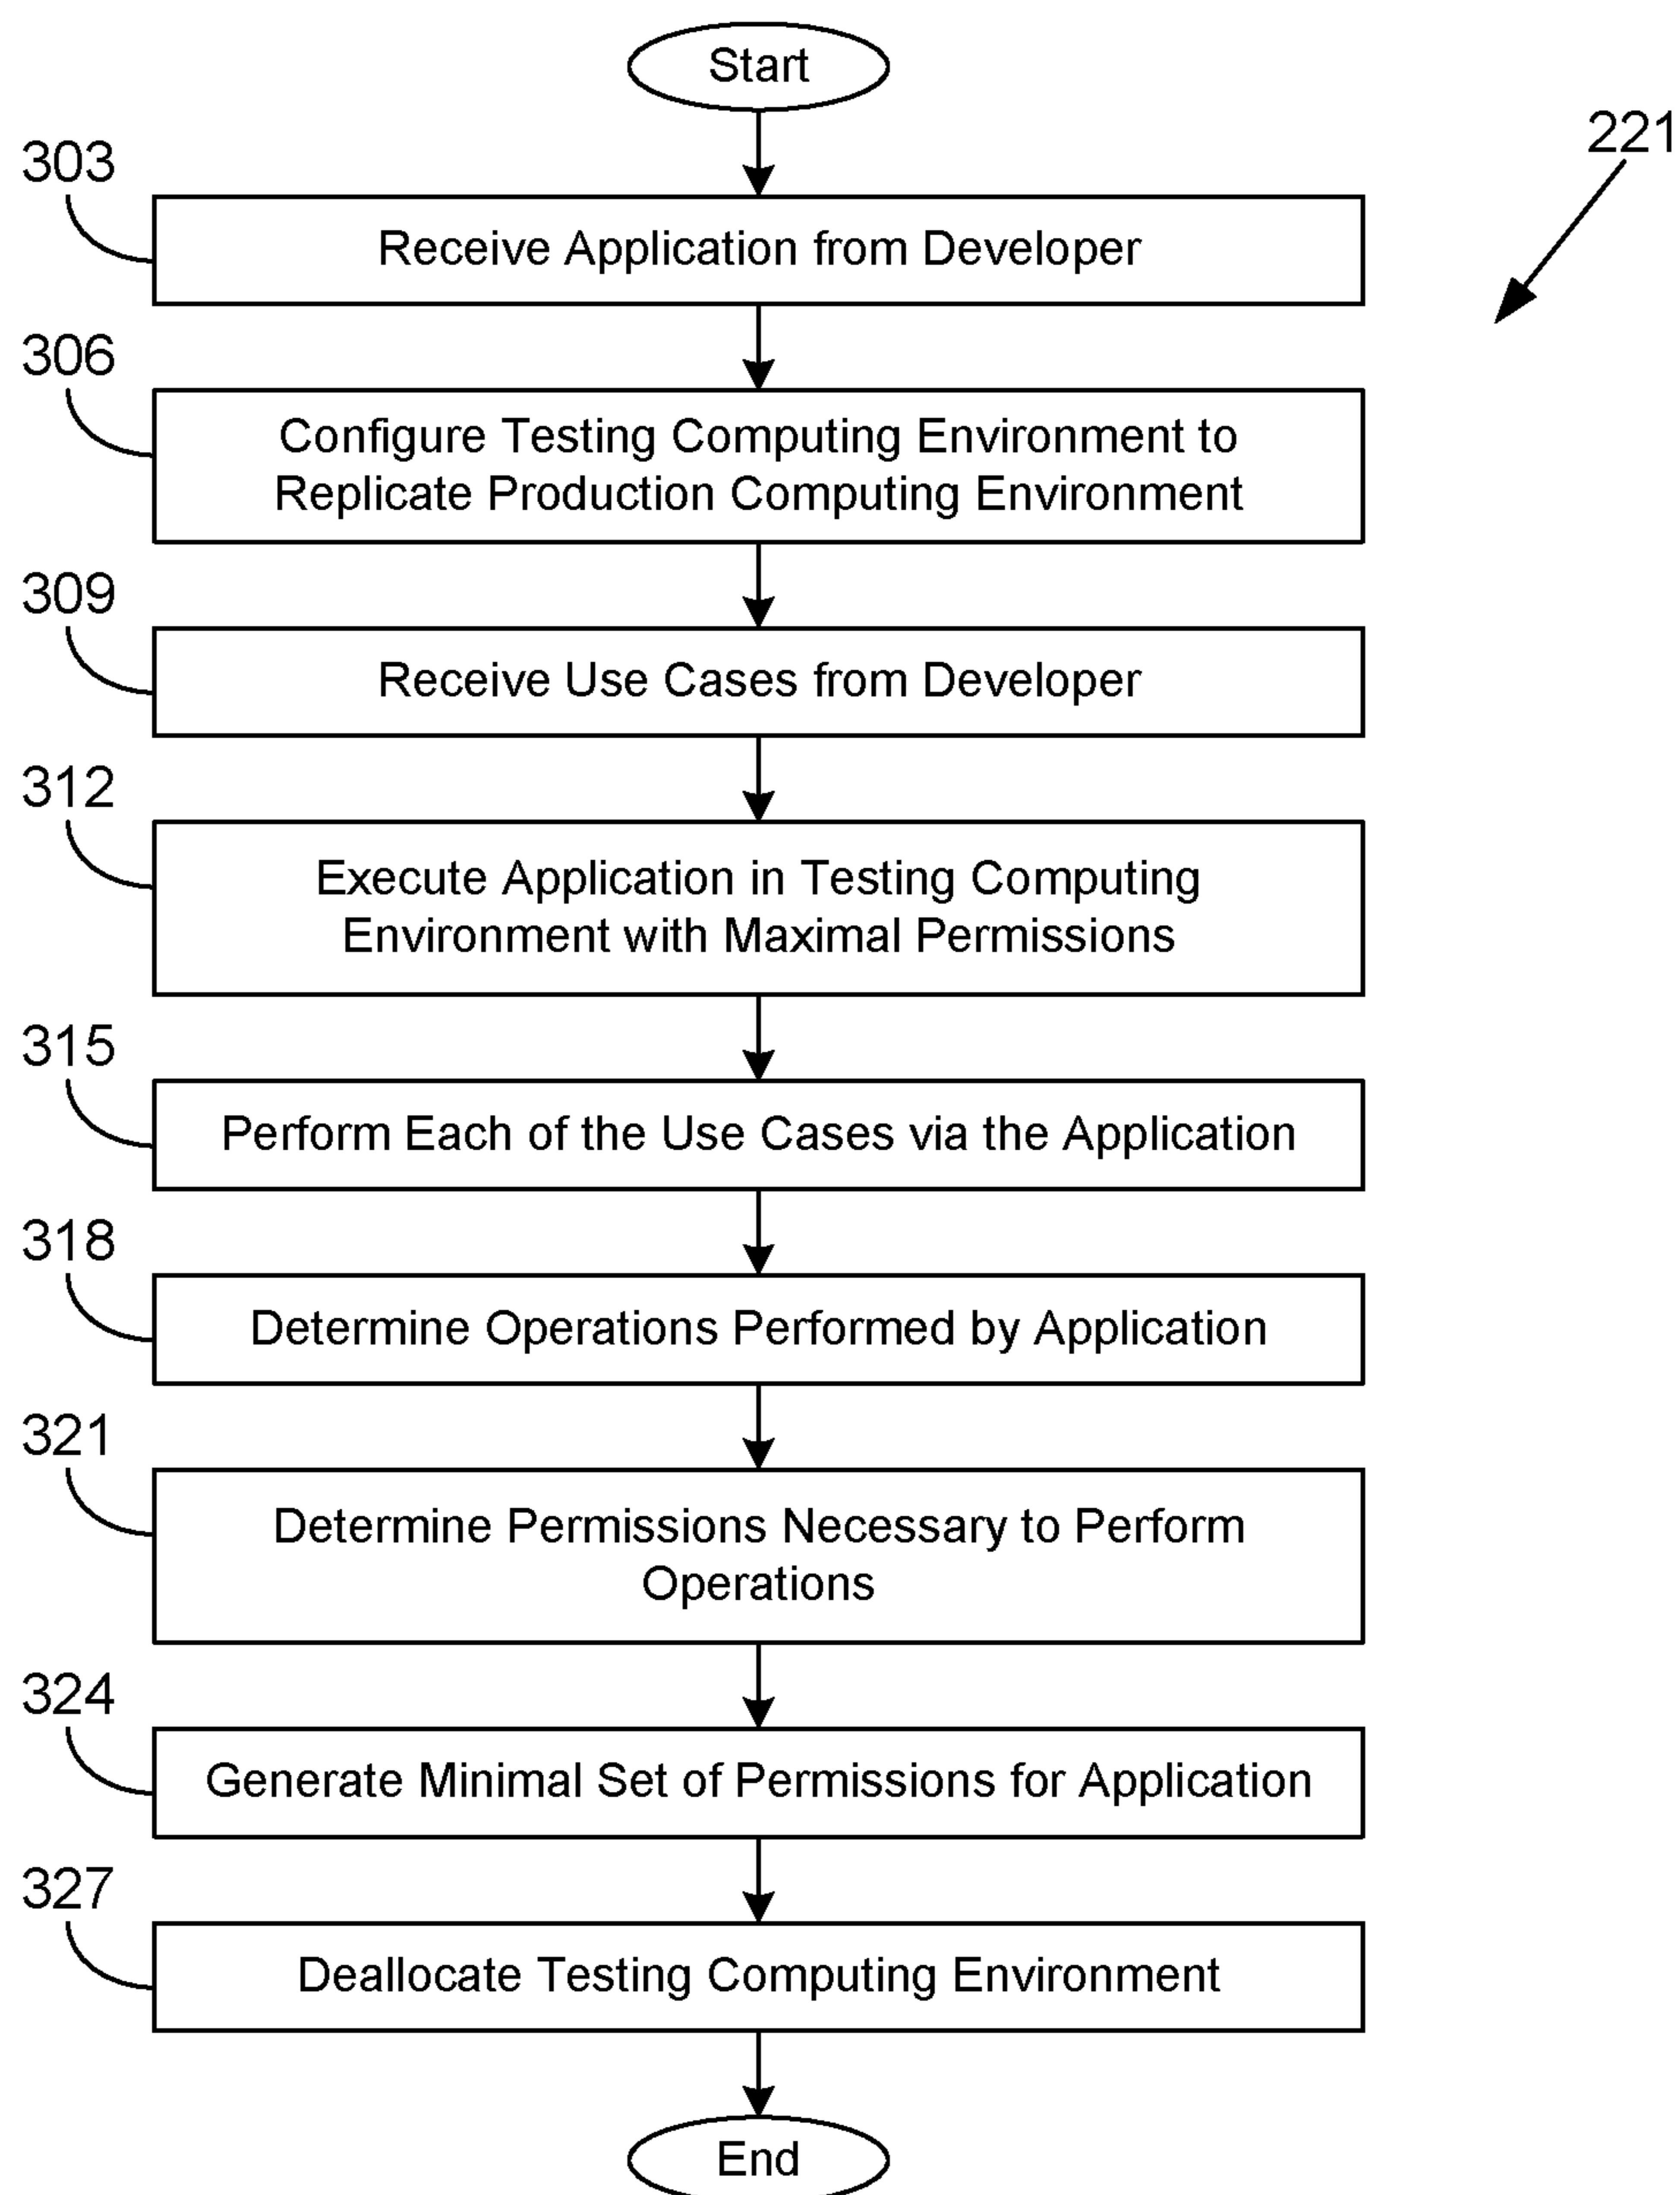 Start
221
303
Receive Application from Developer
306
Configure Testing Computing Environment to
Replicate Production Computing Environment
309
Receive Use Cases from Developer
312
Execute Application in Testing Computing
Environment with Maximal Permissions
315
Perform Each of the Use Cases via the Application
318
Determine Operations Performed by Application
321
Determine Permissions Necessary to Perform
Operations
324
Generate Minimal Set of Permissions for Application
327
Deallocate Testing Computing Environment
End